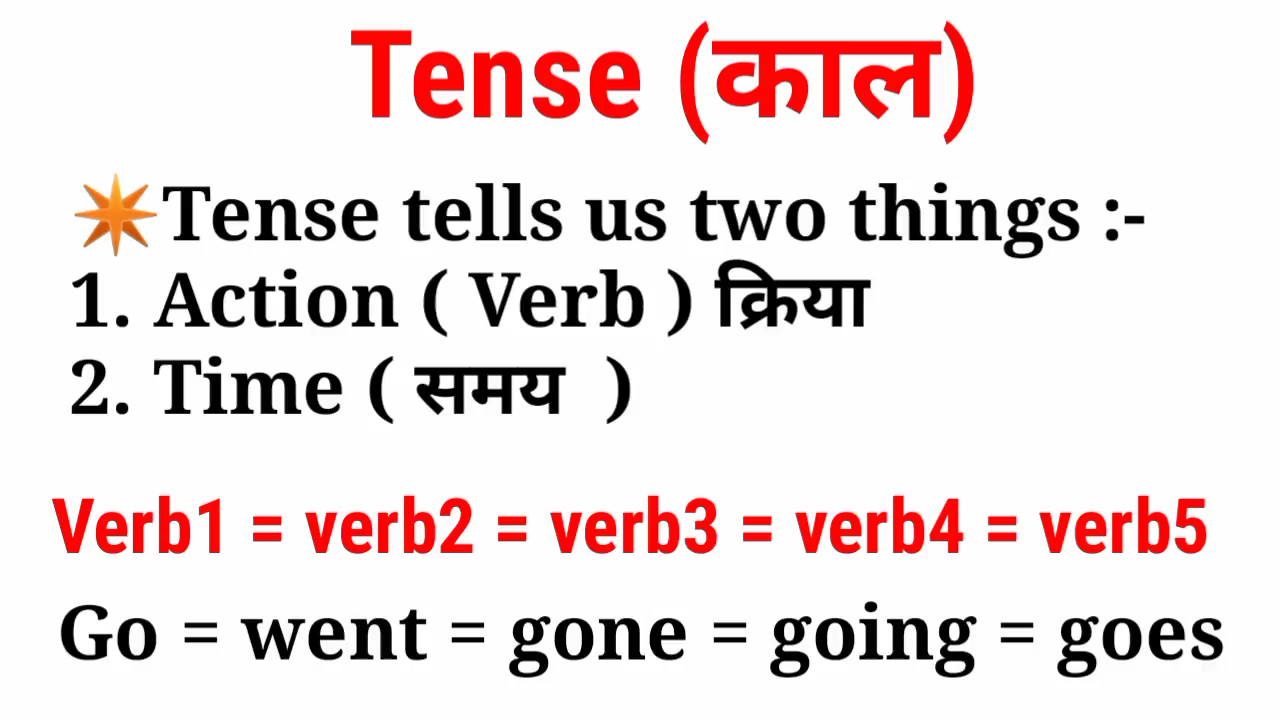 Tense (काल)
Tense tells us two things :-
1. Action ( Verb ) क्रिया
2. Time ( समय )
Verb1 = verb2 = verb3 = verb4 = verb5
Go = went = gone = going = goes